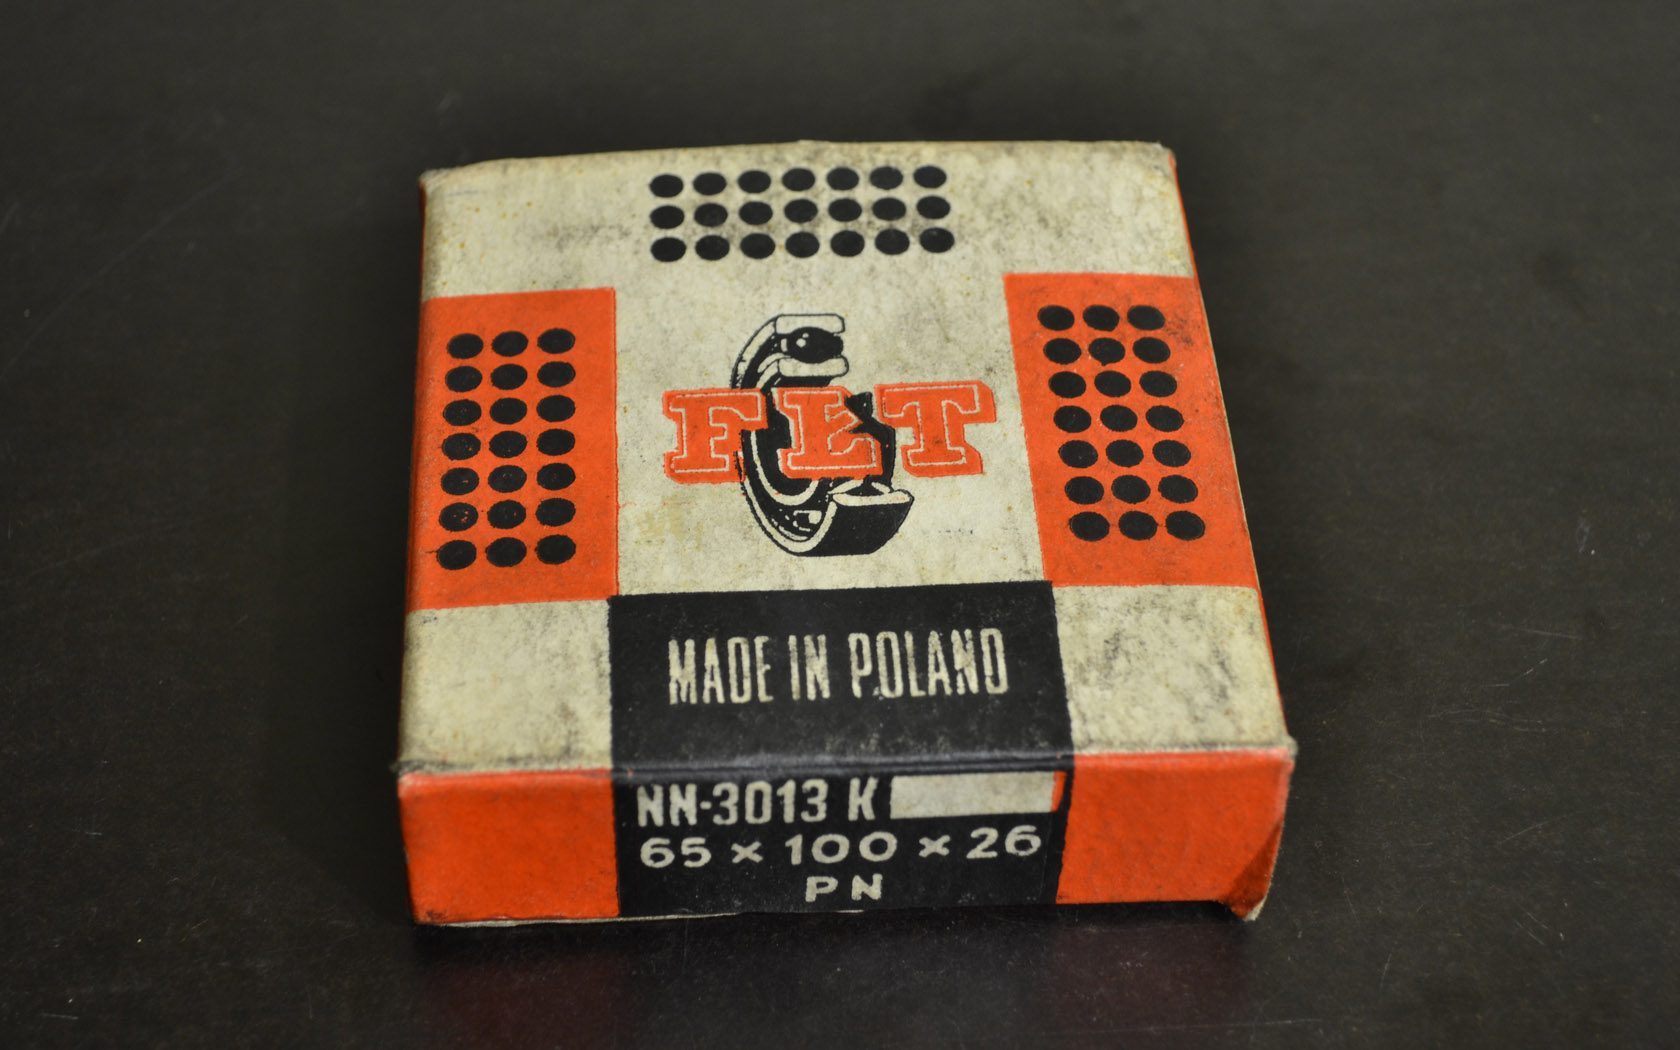 FŁT
MADE IN POLAND
NN-3013 K
65 × 100 × 26
PN